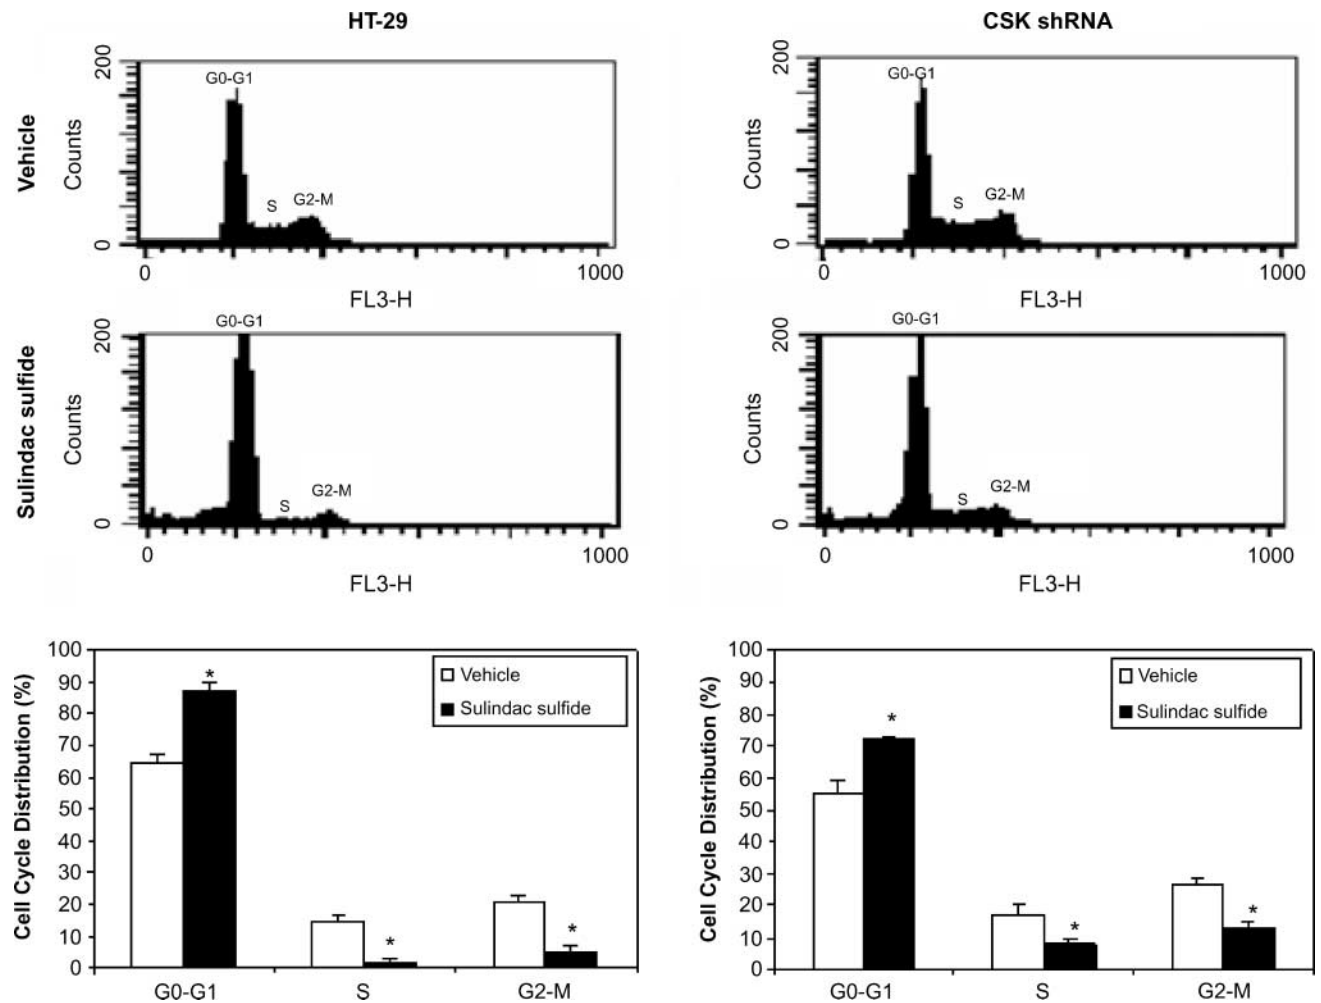 HT-29
CSK shRNA
Vehicle
200
Counts
0
G0-G1
S
G2-M
0
1000
FL3-H
200
Counts
0
G0-G1
S
G2-M
0
1000
FL3-H
Sulindac sulfide
200
Counts
0
G0-G1
S
G2-M
0
1000
FL3-H
200
Counts
0
G0-G1
S
G2-M
0
1000
FL3-H
Cell Cycle Distribution (%)
100
90
80
70
60
50
40
30
20
10
0
Vehicle
Sulindac sulfide
*
*
*
G0-G1
S
G2-M
Cell Cycle Distribution (%)
100
90
80
70
60
50
40
30
20
10
0
Vehicle
Sulindac sulfide
*
*
*
G0-G1
S
G2-M